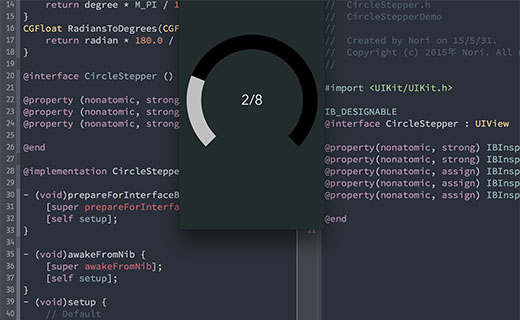 14 return degree * M_PI / 1
15 }
16 CGFloat RadiansToDegrees(CGF
17 return radian * 180.0 /
18 }
19
20 @interface CircleStepper ()
21
22 @property (nonatomic, strong
23 @property (nonatomic, strong
24 @property (nonatomic, strong
25
26 @end
27
28 @implementation CircleSteppe
29
30 - (void)prepareForInterfaceB
31 [super prepareForInterfa
32 [self setup];
33 }
34
35 - (void)awakeFromNib {
36 [super awakeFromNib];
37 [self setup];
38 }
39 - (void)setup {
40 // Default
2/8
// CircleStepper.h
// CircleStepperDemo
//
// Created by Nori on 15/5/31.
// Copyright (c) 2015年 Nori. All
//
#import <UIKit/UIKit.h>
IB_DESIGNABLE
@interface CircleStepper : UIView
@property(nonatomic, strong) IBInsp
@property(nonatomic, strong) IBInsp
@property(nonatomic, assign) IBInsp
@property(nonatomic, assign) IBInsp
@property(nonatomic, assign) IBInsp
@end
21